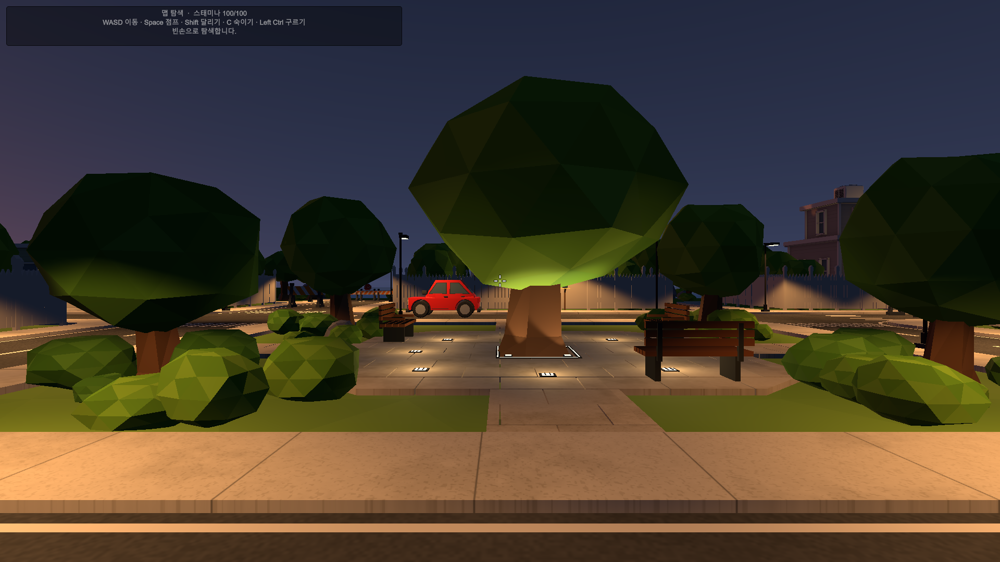 맵 탐색 · 스태미나 100/100
WASD 이동 · Space 점프 · Shift 달리기 · C 숙이기 · Left Ctrl 구르기
빈손으로 탐색합니다.